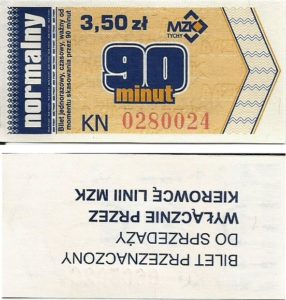 normalny
Bilet jednorazowy, czasowy, ważny od
momentu skasowania przez 90 minut
3,50 zł
MZK
TYCHY
90
minut
KN 0280024
BILET PRZEZNACZONY
DO SPRZEDAŻY
WYŁĄCZNIE PRZEZ
KIEROWCĘ LINII MZK